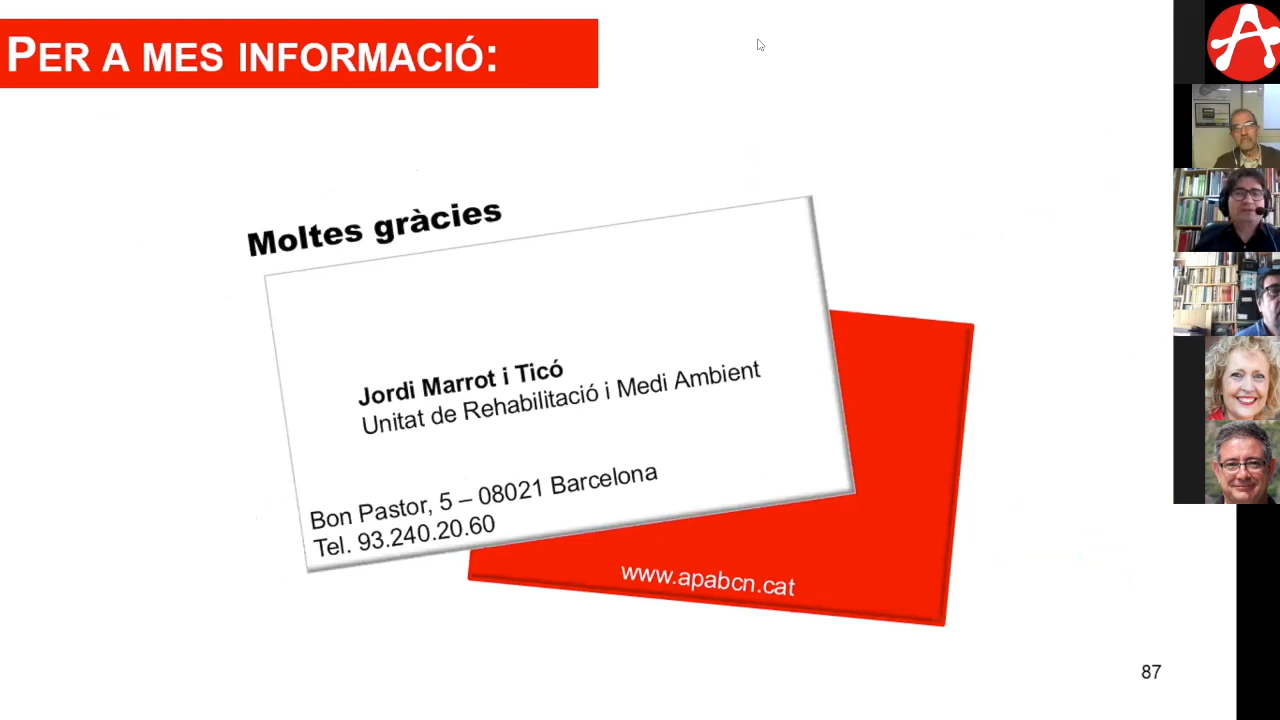 PER A MES INFORMACIÓ:
Moltes gràcies
Jordi Marrot i Ticó
Unitat de Rehabilitació i Medi Ambient
Bon Pastor, 5 – 08021 Barcelona
Tel. 93.240.20.60
www.apabcn.cat
87